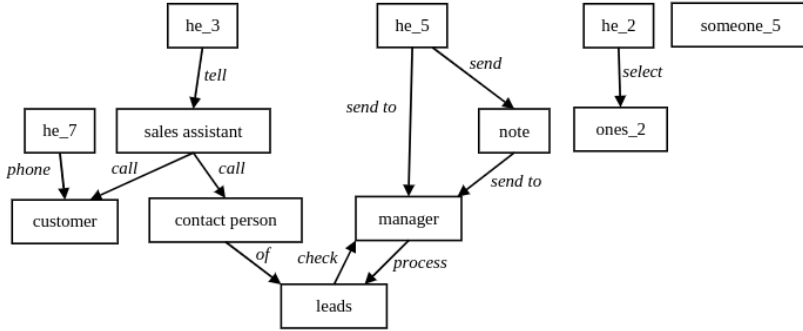 he_3
he_5
he_2
someone_5
tell
send
select
send to
he_7
sales assistant
note
ones_2
phone
call
call
send to
customer
contact person
manager
of
check
process
leads